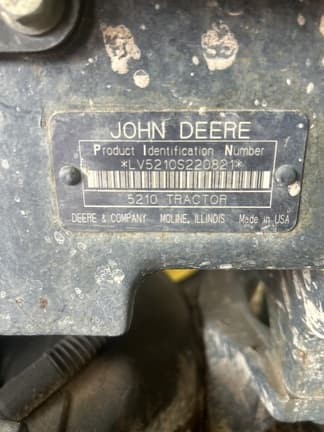 JOHN DEERE
Product Identification Number
*LV5210S220821*
5210 TRACTOR
DEERE & COMPANY MOLINE, ILLINOIS Made in USA